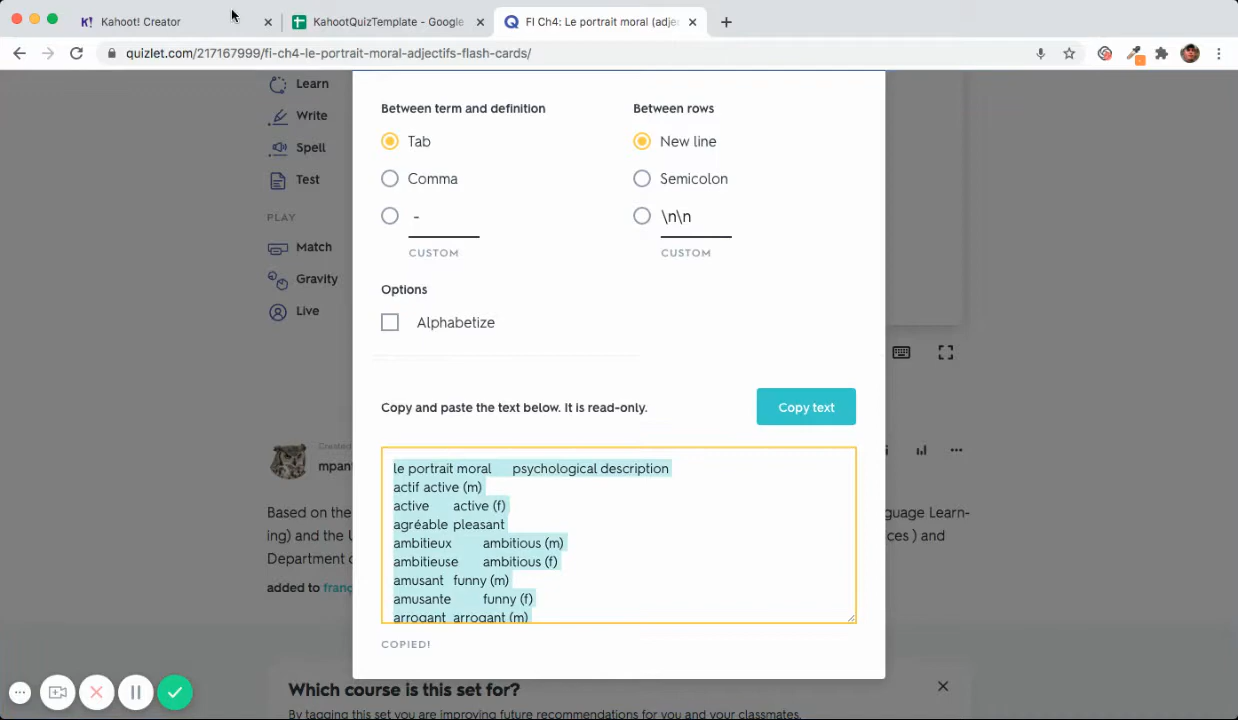 Kahoot! Creator
KahootQuizTemplate - Google
FI Ch4: Le portrait moral (adje
quizlet.com/217167999/fi-ch4-le-portrait-moral-adjectifs-flash-cards/
Learn
Write
Spell
Test
PLAY
Match
Gravity
Live
Between term and definition
Between rows
Tab
New line
Comma
Semicolon
-
\n\n
CUSTOM
CUSTOM
Options
Alphabetize
Copy and paste the text below. It is read-only.
Copy text
le portrait moral psychological description
actif active (m)
active active (f)
agréable pleasant
ambitieux ambitious (m)
ambitieuse ambitious (f)
amusant funny (m)
amusante funny (f)
arrogant arrogant (m)
COPIED!
Created
mpant
Based on the
nguage Learn-
ing) and the U
ices ) and
Department o
added to franç
Which course is this set for?
By tagging this set you are improving future recommendations for you and your classmates.